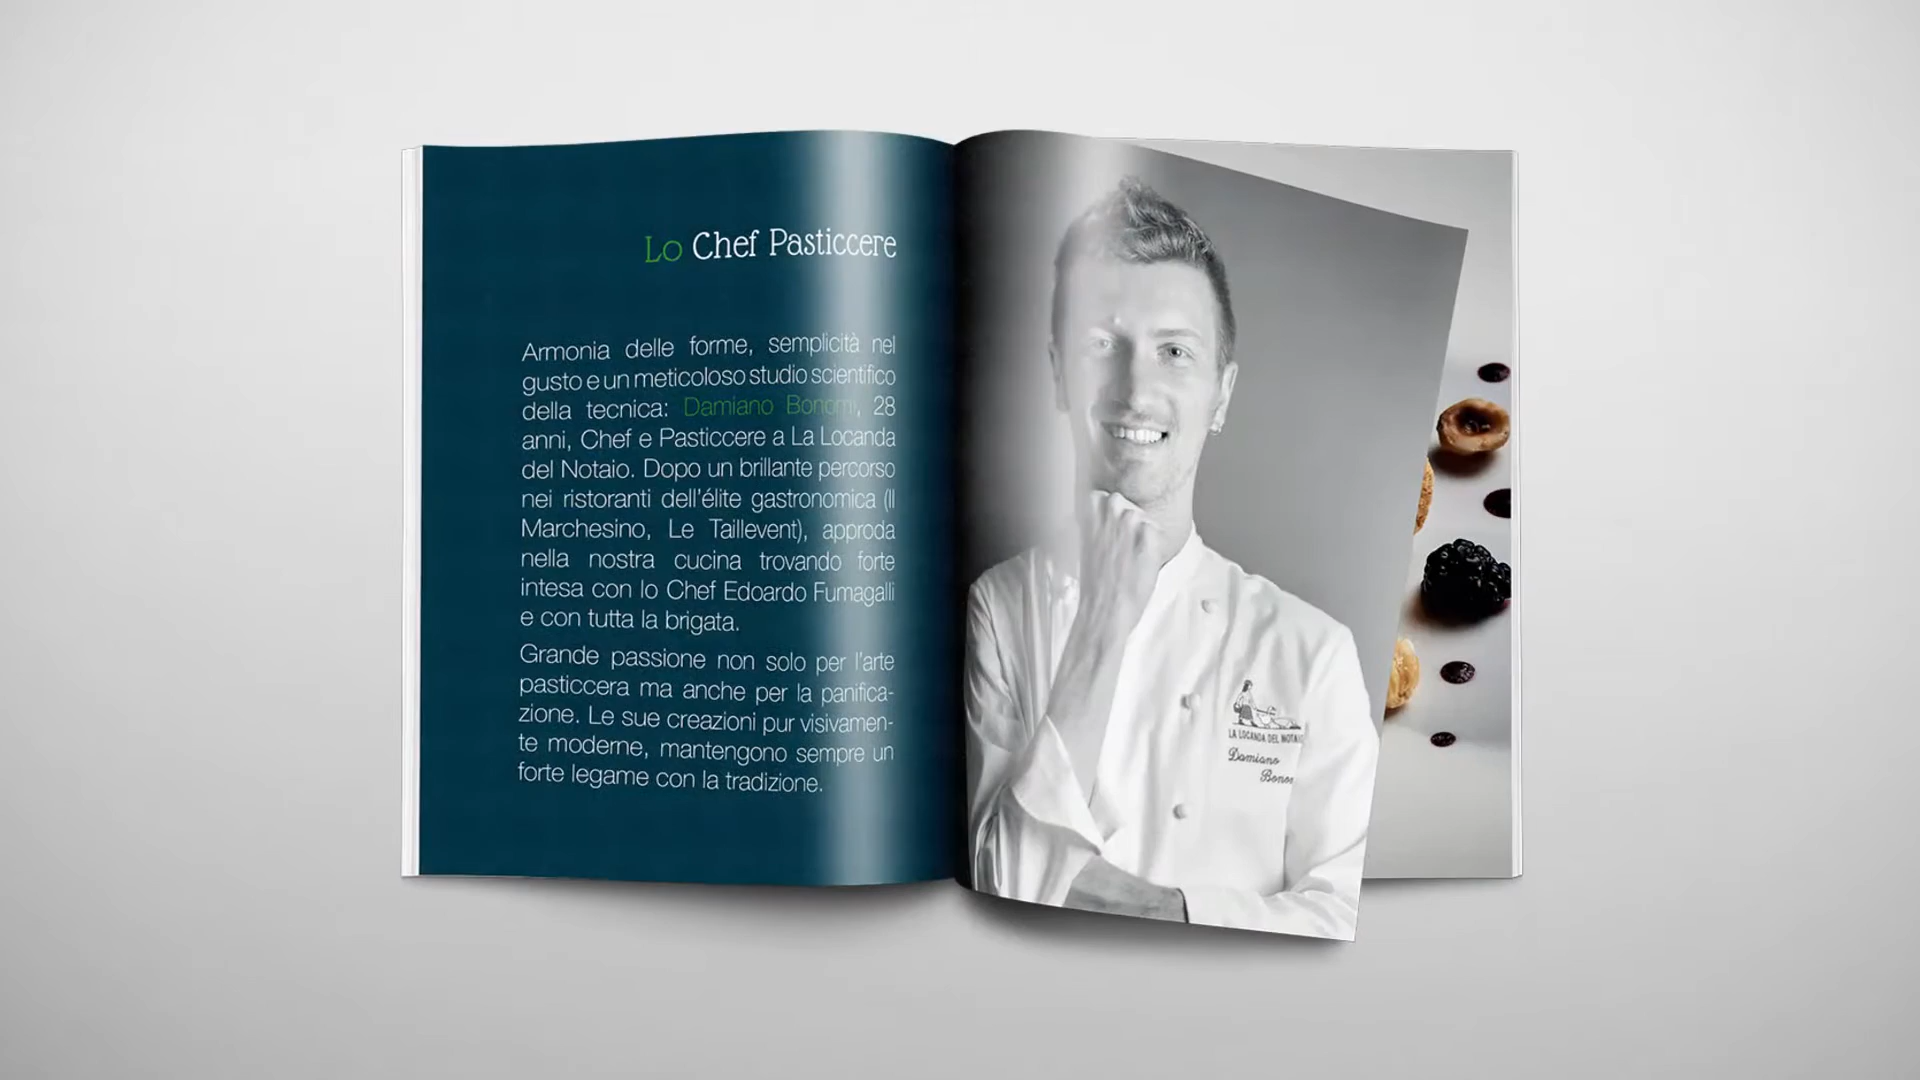 Lo Chef Pasticcere
Armonia delle forme, semplicità nel
gusto e un meticoloso studio scientifico
della tecnica: Damiano Bonomi, 28
anni, Chef e Pasticcere a La Locanda
del Notaio. Dopo un brillante percorso
nei ristoranti dell'élite gastronomica (Il
Marchesino, Le Taillevent), approda
nella nostra cucina trovando forte
intesa con lo Chef Edoardo Fumagalli
e con tutta la brigata.
Grande passione non solo per l'arte
pasticcera ma anche per la panifica-
zione. Le sue creazioni pur visivamen-
te moderne, mantengono sempre un
forte legame con la tradizione.
LA LOCANDA DEL NOTAIO
Damiano